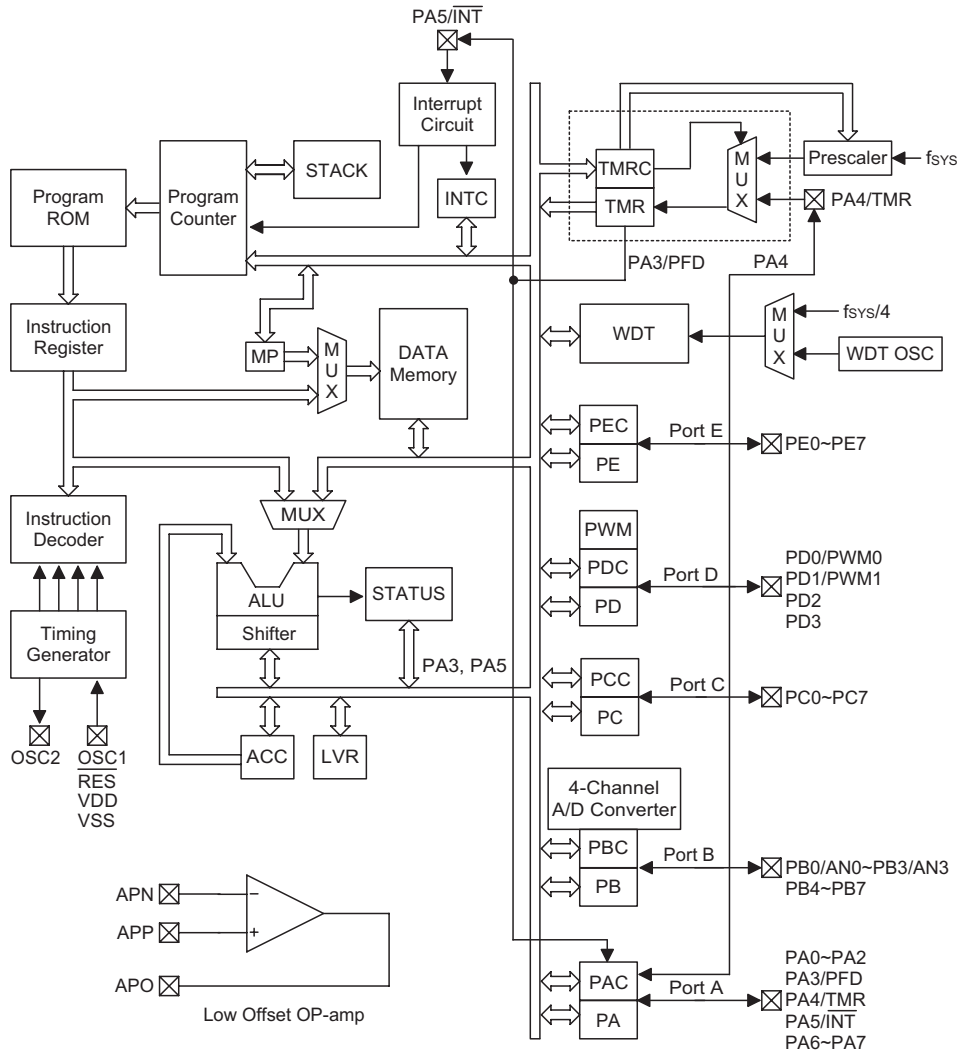 PA5/INT
Interrupt
Circuit
STACK
Program
ROM
Program
Counter
INTC
TMRC
TMR
MUX
Prescaler
fSYS
PA4/TMR
PA3/PFD
PA4
Instruction
Register
MP
MUX
DATA
Memory
WDT
MUX
fSYS/4
WDT OSC
PEC
PE
Port E
PE0~PE7
Instruction
Decoder
MUX
ALU
Shifter
STATUS
PWM
PDC
PD
Port D
PD0/PWM0
PD1/PWM1
PD2
PD3
Timing
Generator
PA3, PA5
PCC
PC
Port C
PC0~PC7
OSC2
OSC1
RES
VDD
VSS
ACC
LVR
4-Channel
A/D Converter
PBC
PB
Port B
PB0/AN0~PB3/AN3
PB4~PB7
APN
−
APP
+
APO
Low Offset OP-amp
PAC
PA
Port A
PA0~PA2
PA3/PFD
PA4/TMR
PA5/INT
PA6~PA7